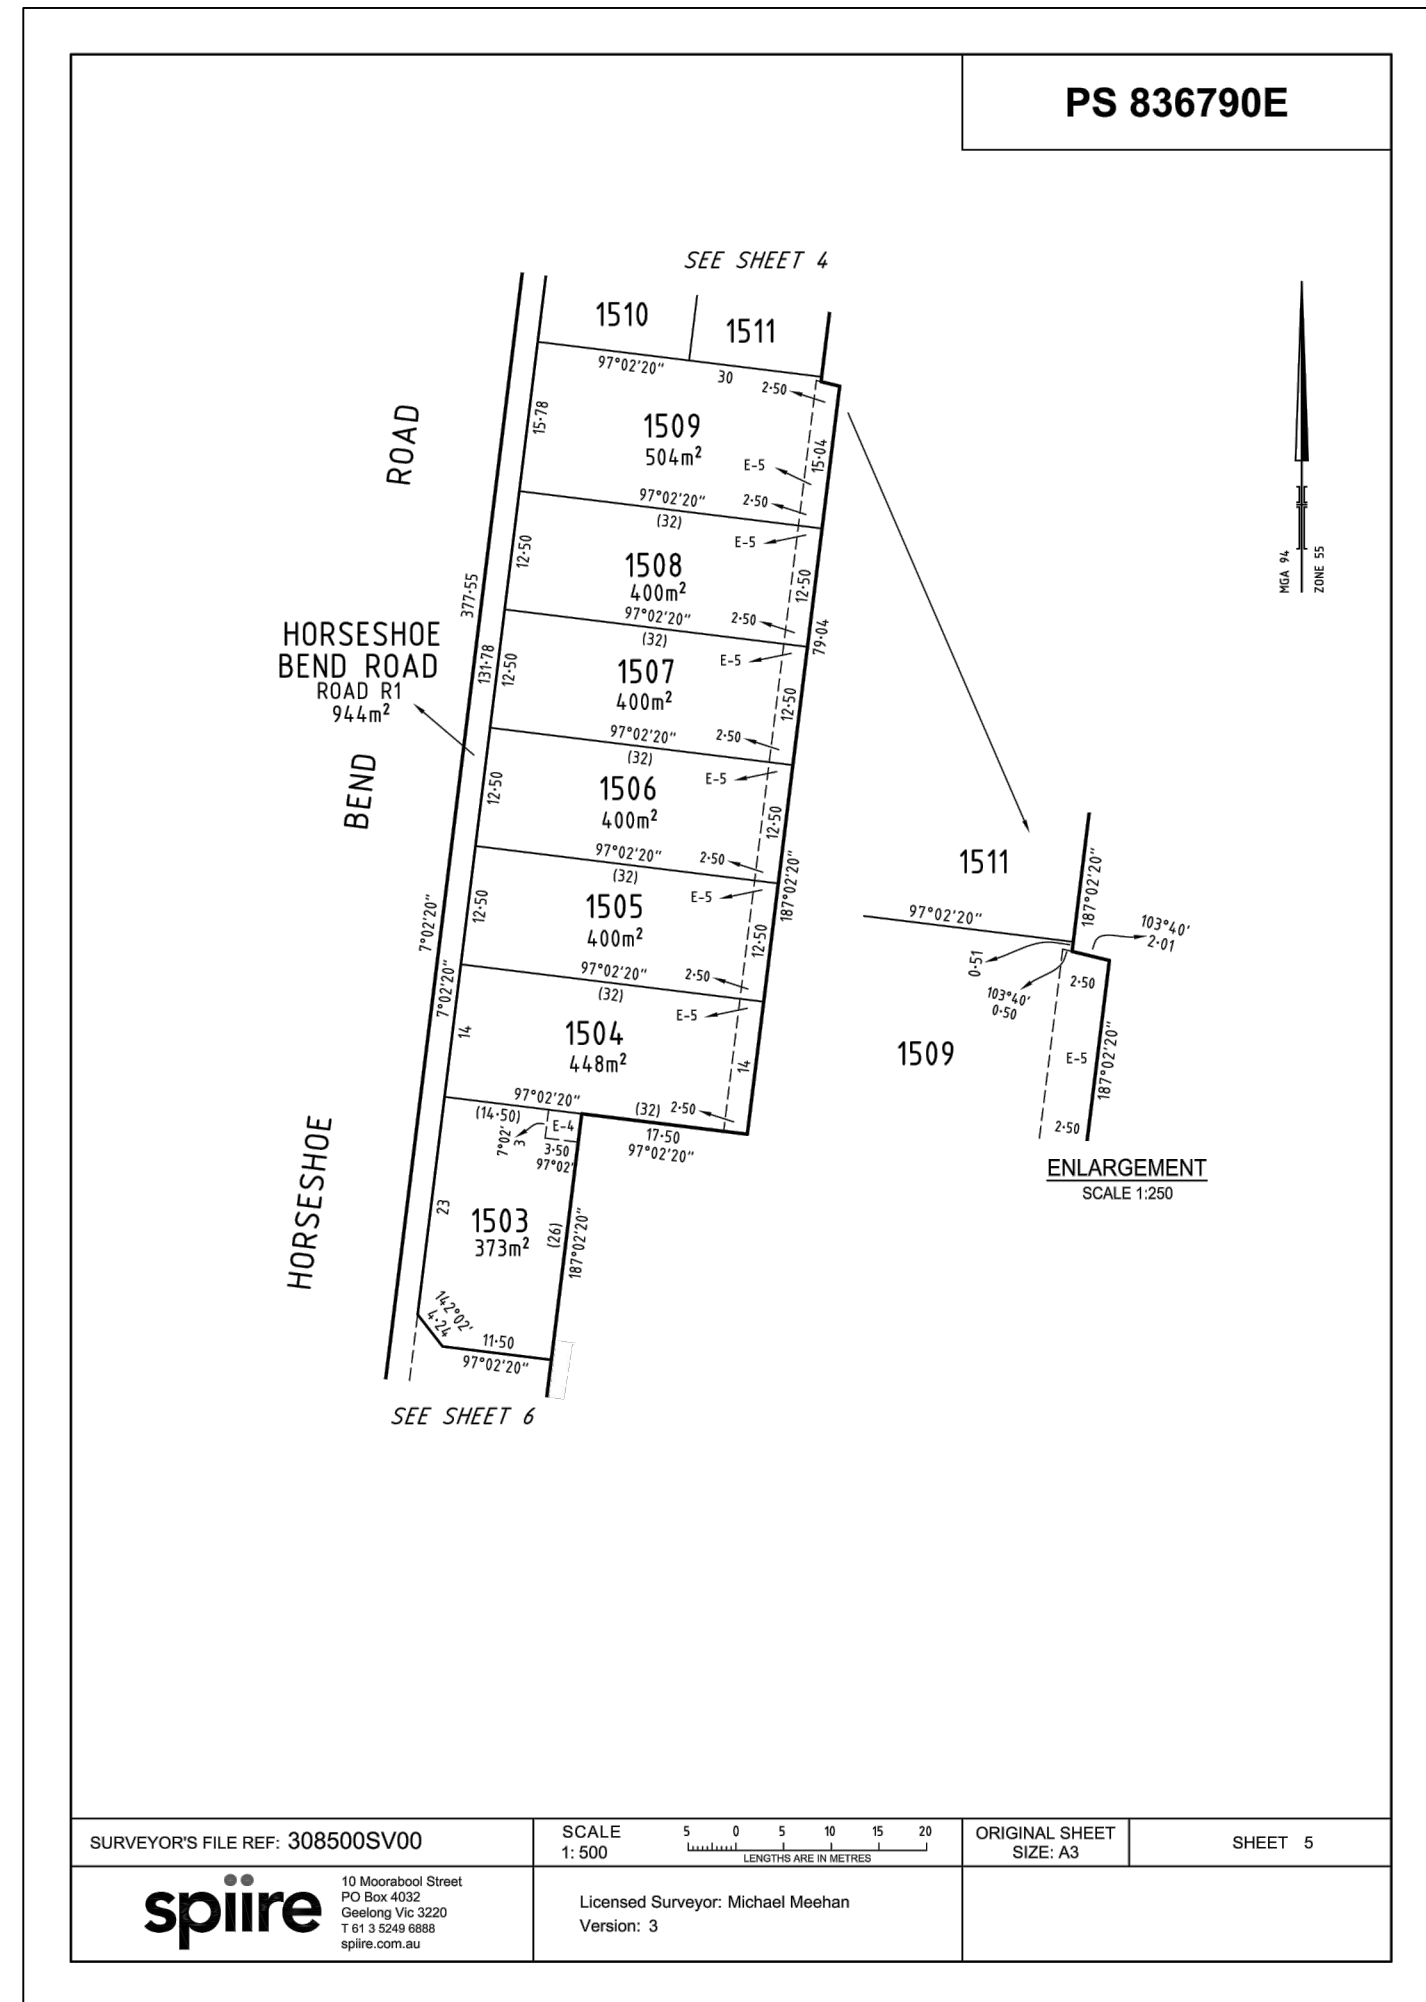 PS 836790E
SEE SHEET 4
1510
1511
97°02'20"
30
2·50
15·78
1509
504m²
E-5
15·04
2·50
97°02'20"
(32)
E-5
12·50
1508
400m²
12·50
377·55
97°02'20"
(32)
2·50
79·04
E-5
ROAD
HORSESHOE
BEND ROAD
ROAD R1
944m²
131·78
12·50
1507
400m²
12·50
97°02'20"
(32)
2·50
E-5
BEND
12·50
1506
400m²
12·50
97°02'20"
(32)
2·50
187°02'20"
E-5
7°02'20"
12·50
1505
400m²
12·50
97°02'20"
(32)
2·50
E-5
7°02'20"
14
1504
448m²
14
97°02'20"
(14·50)
(32)
2·50
17·50
97°02'20"
E-4
7°02'
3
3·50
97°02'
HORSESHOE
23
1503
373m²
(26)
187°02'20"
142°02'
4·24
11·50
97°02'20"
SEE SHEET 6
MGA 94
ZONE 55
1511
187°02'20"
97°02'20"
103°40'
2·01
0·51
103°40'
0·50
2·50
1509
E-5
187°02'20"
2·50
ENLARGEMENT
SCALE 1:250
SURVEYOR'S FILE REF: 308500SV00
SCALE
1: 500
5 0 5 10 15 20
LENGTHS ARE IN METRES
ORIGINAL SHEET
SIZE: A3
SHEET 5
spiire
10 Moorabool Street
PO Box 4032
Geelong Vic 3220
T 61 3 5249 6888
spiire.com.au
Licensed Surveyor: Michael Meehan
Version: 3